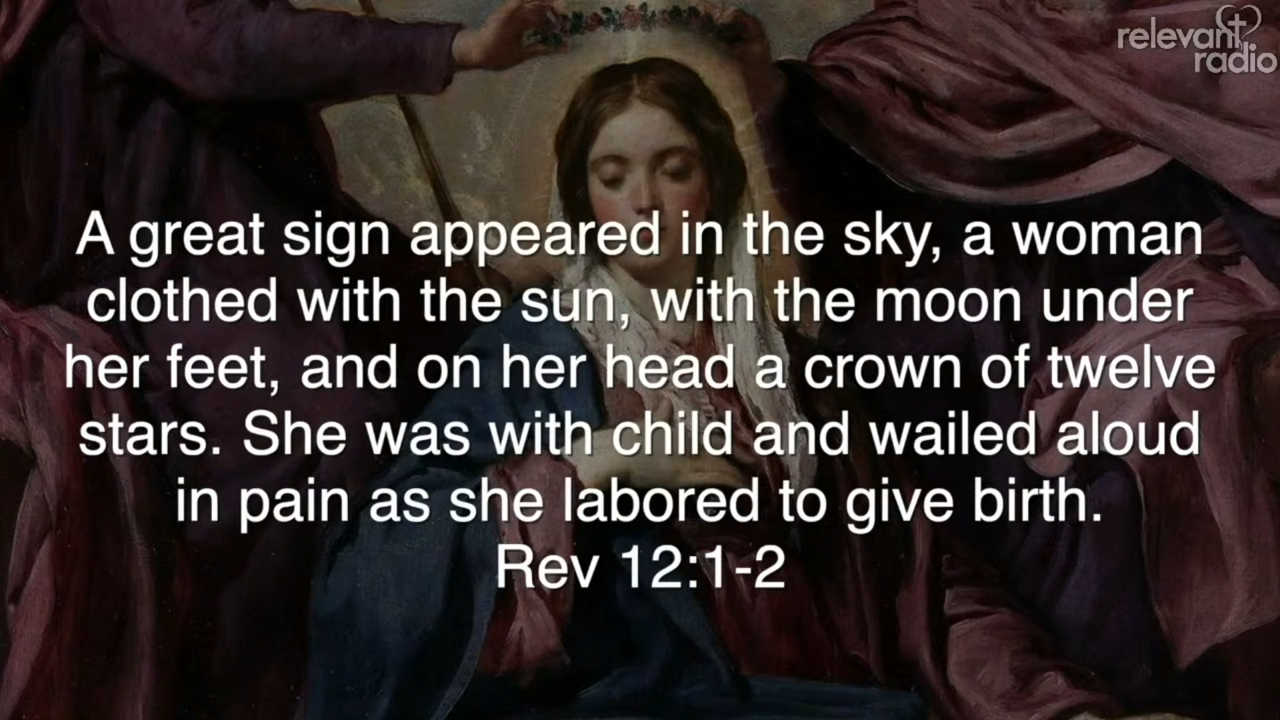 relevant
radio
A great sign appeared in the sky, a woman
clothed with the sun, with the moon under
her feet, and on her head a crown of twelve
stars. She was with child and wailed aloud
in pain as she labored to give birth.
Rev 12:1-2